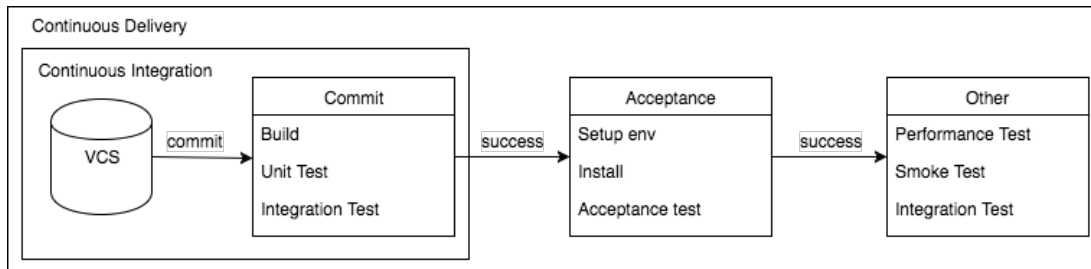 Continuous Delivery
Continuous Integration
VCS
commit
Commit
Build
Unit Test
Integration Test
success
Acceptance
Setup env
Install
Acceptance test
success
Other
Performance Test
Smoke Test
Integration Test